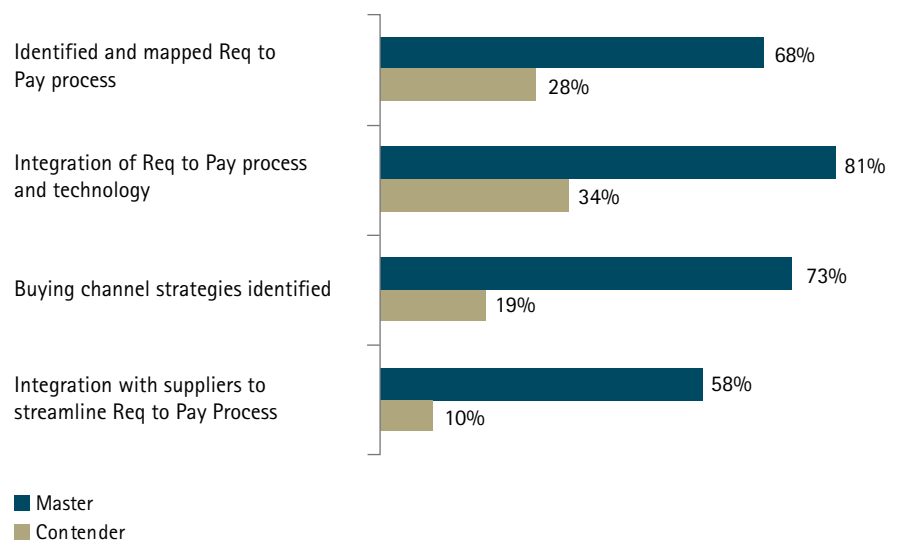 Identified and mapped Req to
Pay process
68%
28%
Integration of Req to Pay process
and technology
81%
34%
Buying channel strategies identified
73%
19%
Integration with suppliers to
streamline Req to Pay Process
58%
10%
Master
Contender